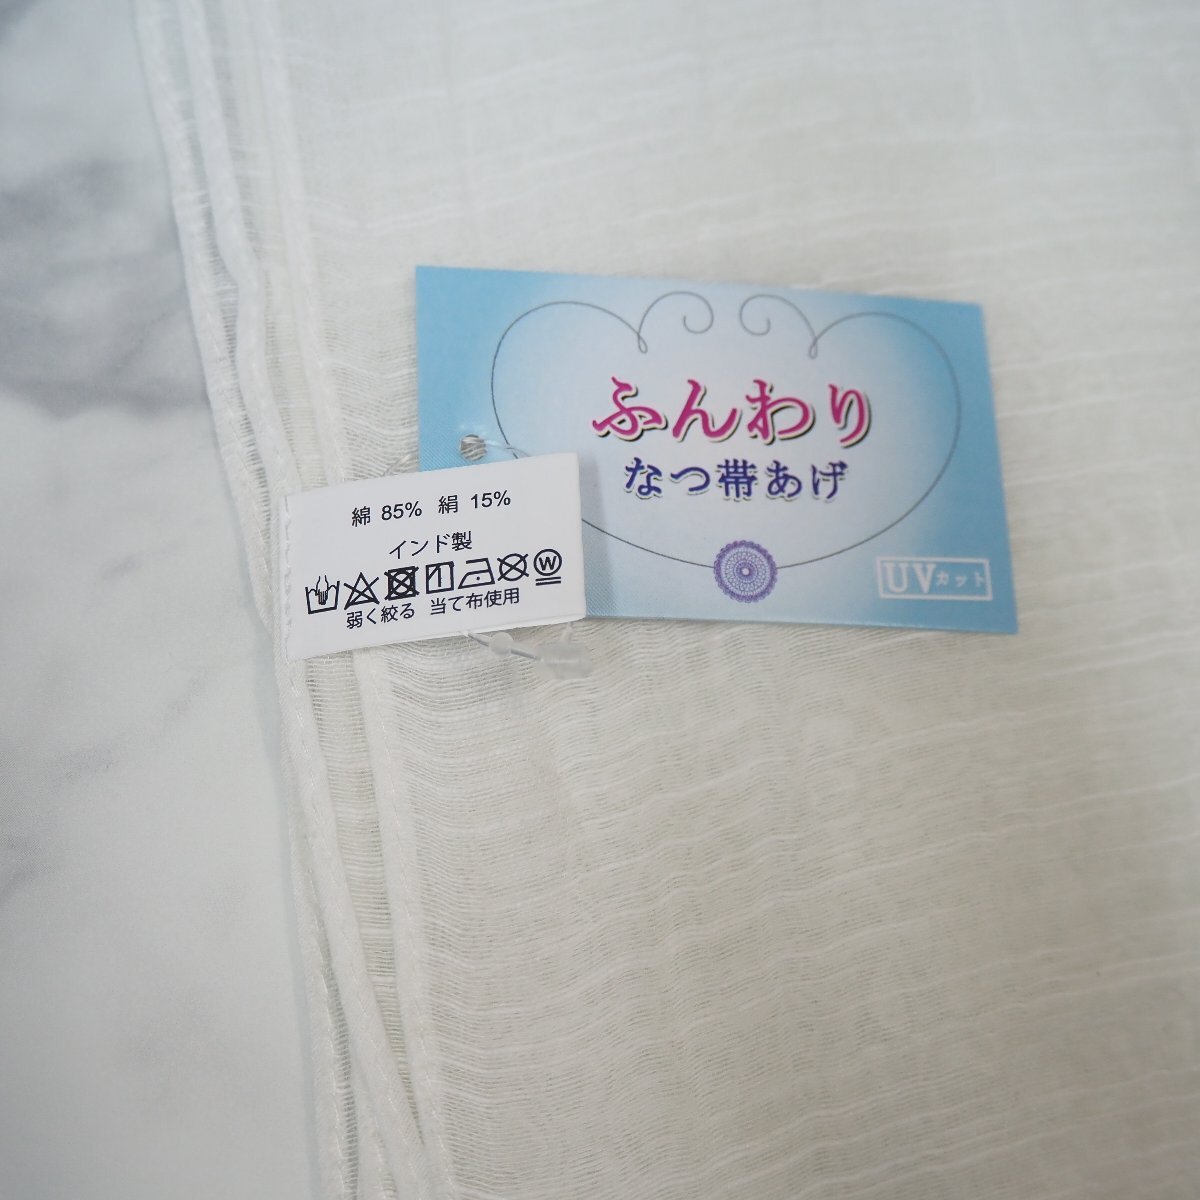 ふんわり
なつ帯あげ
UVカット
綿 85% 絹 15%
インド製
W
弱く絞る 当て布使用